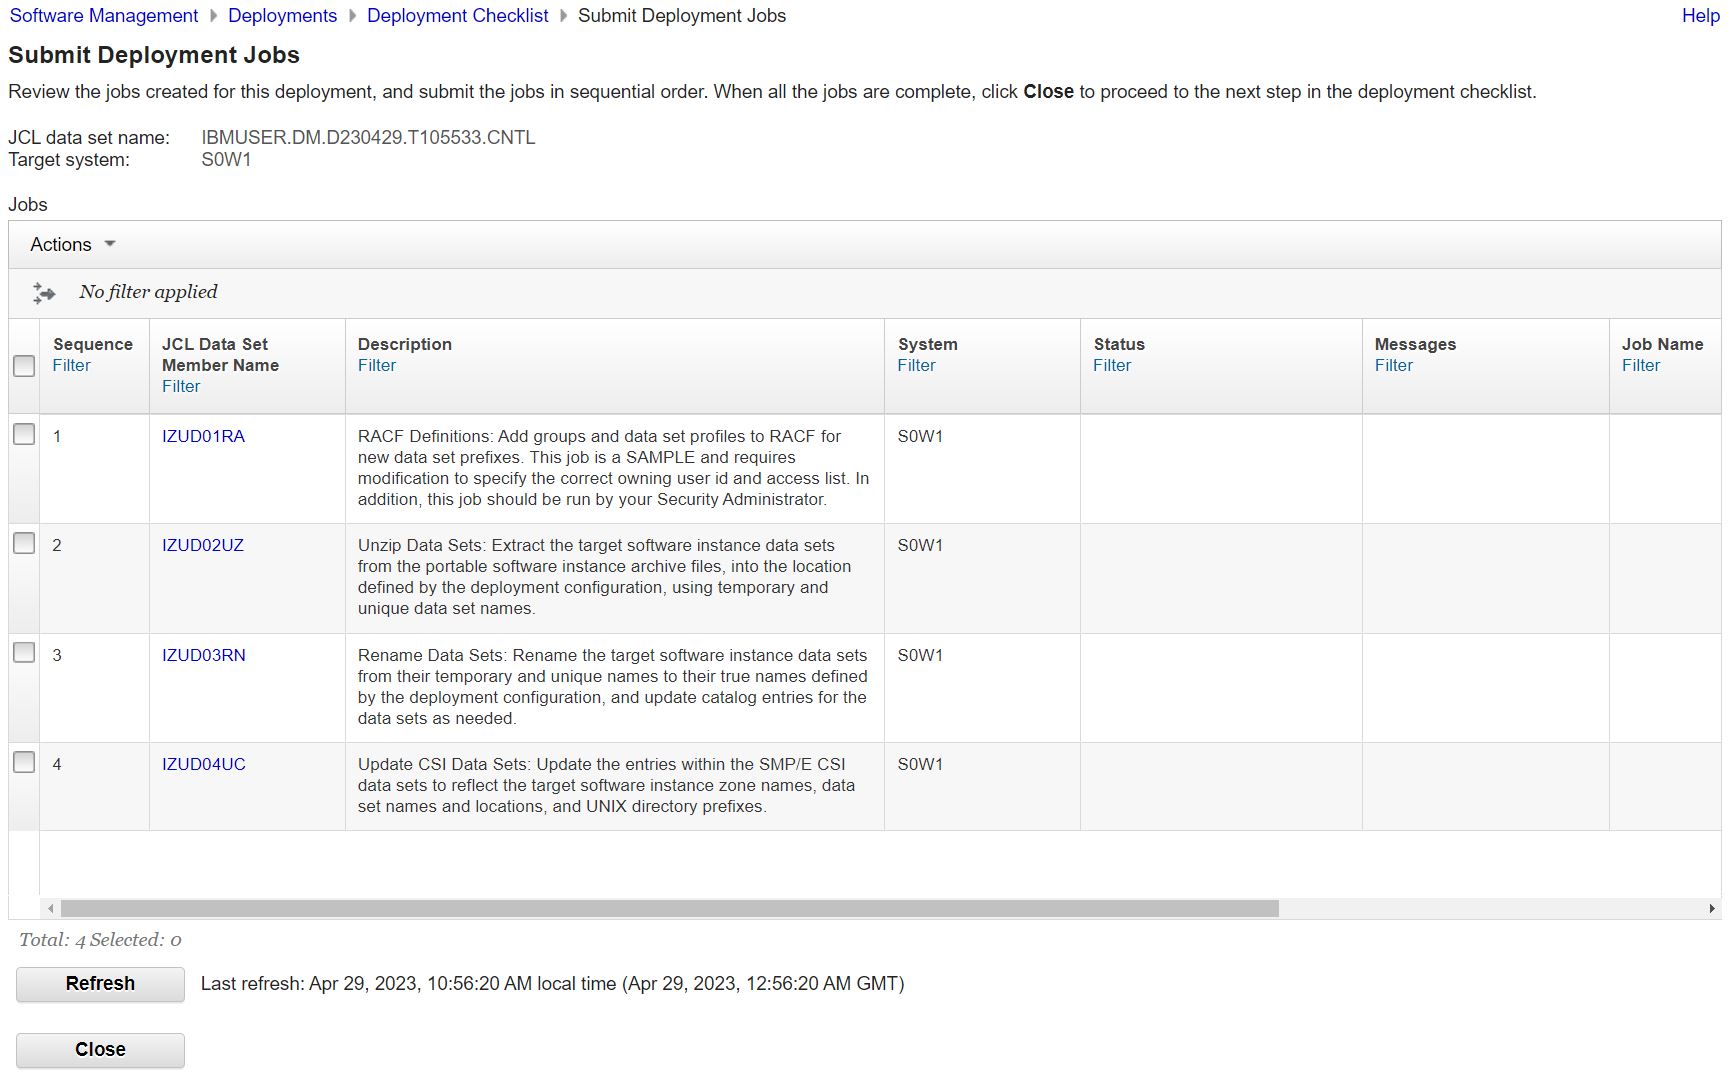 Software Management Deployments Deployment Checklist Submit Deployment Jobs Help
Submit Deployment Jobs
Review the jobs created for this deployment, and submit the jobs in sequential order. When all the jobs are complete, click Close to proceed to the next step in the deployment checklist.
JCL data set name: IBMUSER.DM.D230429.T105533.CNTL
Target system: S0W1
Jobs
Actions
No filter applied
Sequence JCL Data Set Description System Status Messages Job Name
Filter Member Name Filter Filter Filter Filter Filter
Filter
1 IZUD01RA RACF Definitions: Add groups and data set profiles to RACF for S0W1
new data set prefixes. This job is a SAMPLE and requires
modification to specify the correct owning user id and access list. In
addition, this job should be run by your Security Administrator.
2 IZUD02UZ Unzip Data Sets: Extract the target software instance data sets S0W1
from the portable software instance archive files, into the location
defined by the deployment configuration, using temporary and
unique data set names.
3 IZUD03RN Rename Data Sets: Rename the target software instance data sets S0W1
from their temporary and unique names to their true names defined
by the deployment configuration, and update catalog entries for the
data sets as needed.
4 IZUD04UC Update CSI Data Sets: Update the entries within the SMP/E CSI S0W1
data sets to reflect the target software instance zone names, data
set names and locations, and UNIX directory prefixes.
Total: 4 Selected: 0
Refresh Last refresh: Apr 29, 2023, 10:56:20 AM local time (Apr 29, 2023, 12:56:20 AM GMT)
Close